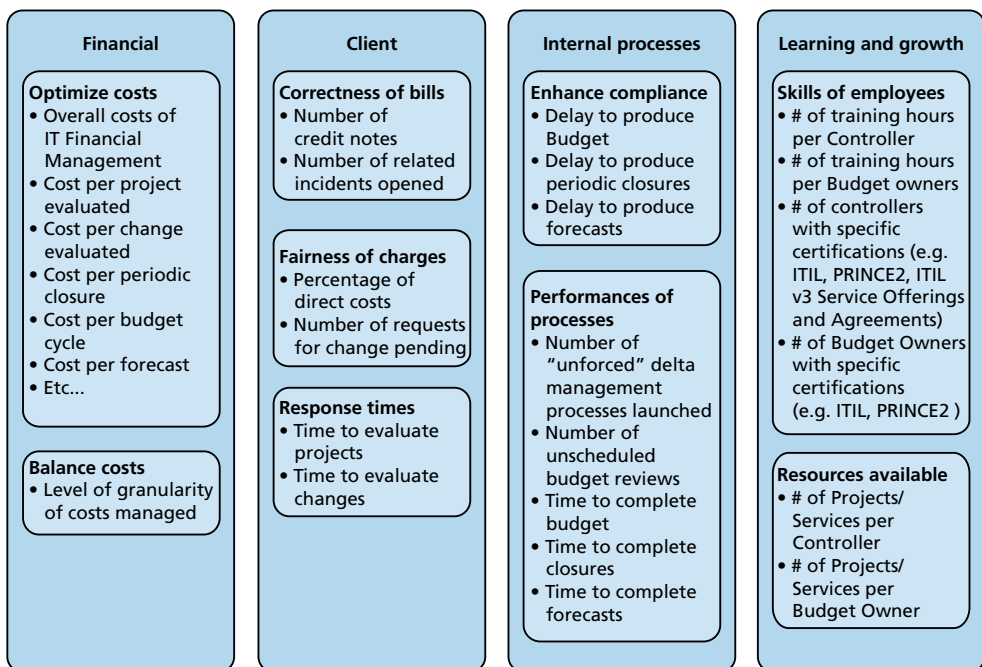 Financial
Optimize costs
• Overall costs of
IT Financial
Management
• Cost per project
evaluated
• Cost per change
evaluated
• Cost per periodic
closure
• Cost per budget
cycle
• Cost per forecast
• Etc...
Balance costs
• Level of granularity
of costs managed
Client
Correctness of bills
• Number of
credit notes
• Number of related
incidents opened
Fairness of charges
• Percentage of
direct costs
• Number of requests
for change pending
Response times
• Time to evaluate
projects
• Time to evaluate
changes
Internal processes
Enhance compliance
• Delay to produce
Budget
• Delay to produce
periodic closures
• Delay to produce
forecasts
Performances of
processes
• Number of
“unforced” delta
management
processes launched
• Number of
unscheduled
budget reviews
• Time to complete
budget
• Time to complete
closures
• Time to complete
forecasts
Learning and growth
Skills of employees
• # of training hours
per Controller
• # of training hours
per Budget owners
• # of controllers
with specific
certifications (e.g.
ITIL, PRINCE2, ITIL
v3 Service Offerings
and Agreements)
• # of Budget Owners
with specific
certifications
(e.g. ITIL, PRINCE2 )
Resources available
• # of Projects/
Services per
Controller
• # of Projects/
Services per
Budget Owner